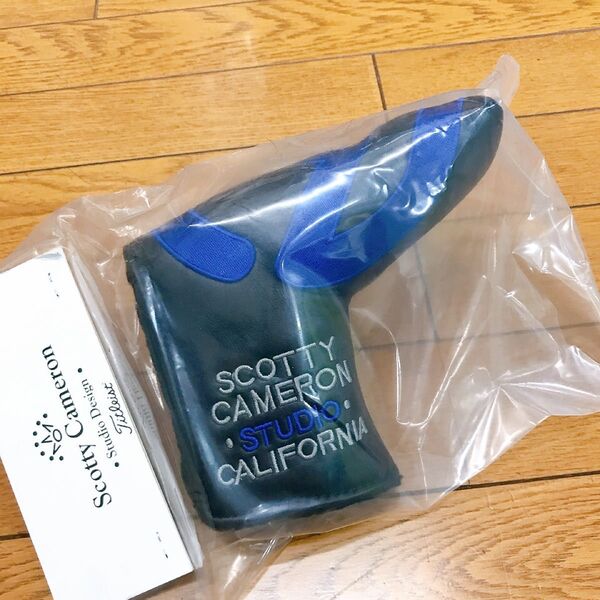 SCOTTY
CAMERON
• STUDIO •
CALIFORNIA
Scotty Cameron
• Studio Design •
Titleist